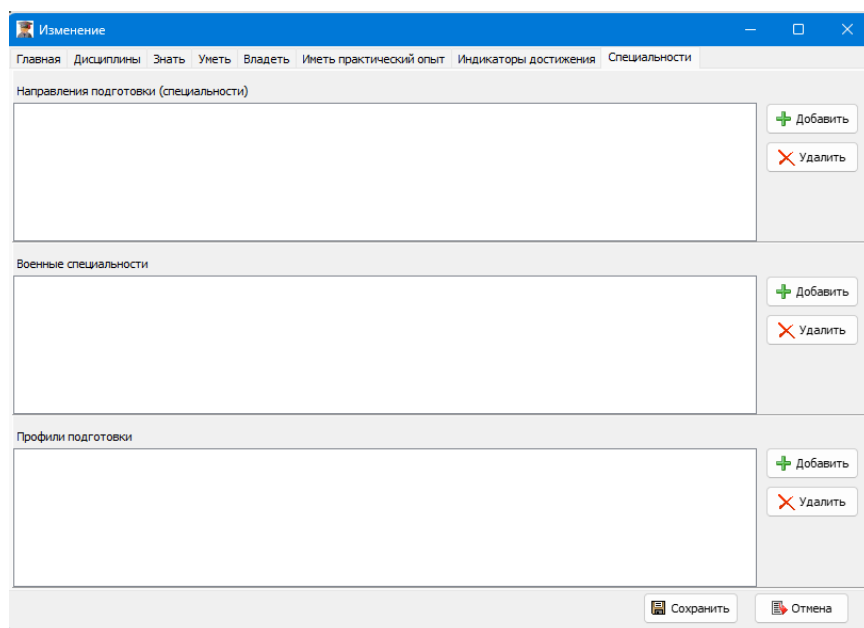 Изменение
Главная Дисциплины Знать Уметь Владеть Иметь практический опыт Индикаторы достижения Специальности
Направления подготовки (специальности)
Добавить
Удалить
Военные специальности
Добавить
Удалить
Профили подготовки
Добавить
Удалить
Сохранить Отмена